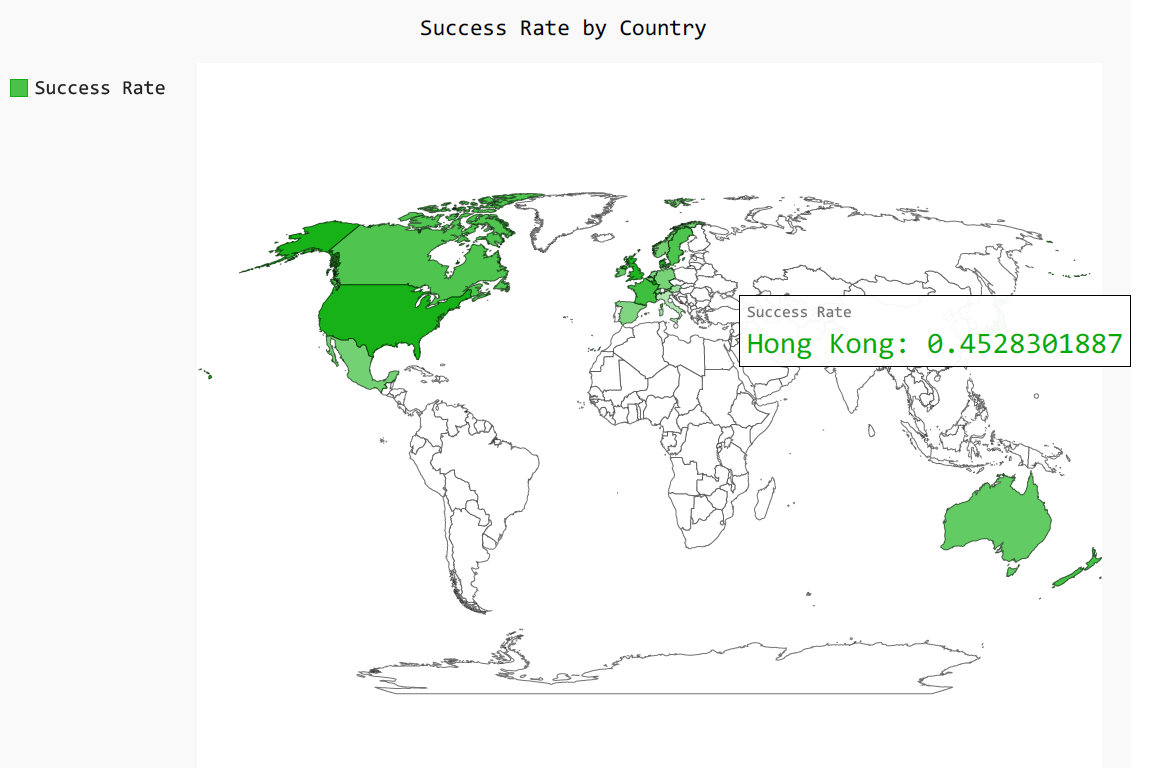 Success Rate by Country
Success Rate
Success Rate
Hong Kong: 0.4528301887